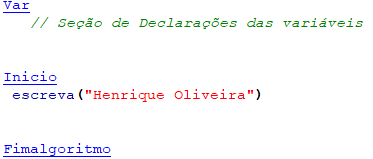 Var
// Seção de Declarações das variáveis
Inicio
escreva("Henrique Oliveira")
Fimalgoritmo